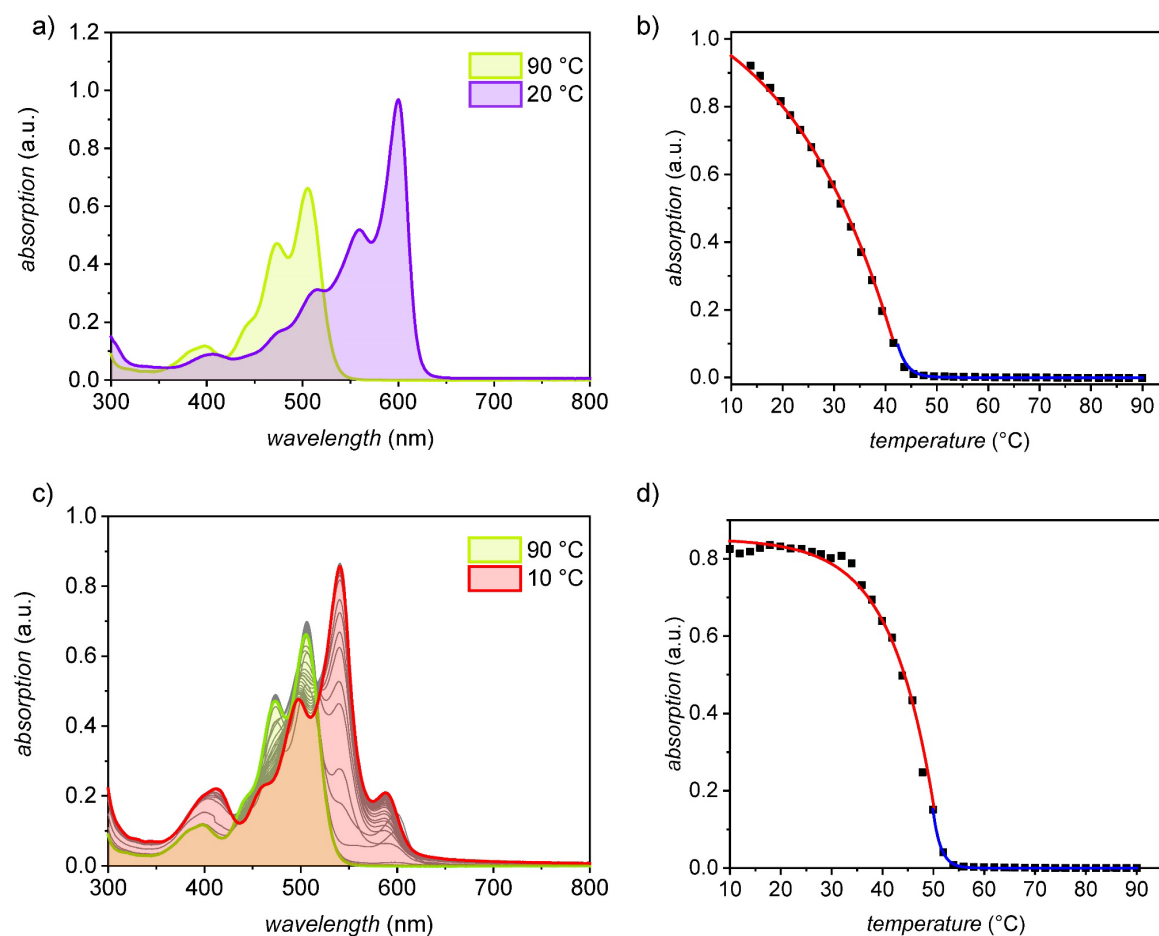 a)
1.2
1.0
0.8
0.6
0.4
0.2
0.0
absorption (a.u.)
90 °C
20 °C
300 400 500 600 700 800
wavelength (nm)
b)
1.0
0.8
0.6
0.4
0.2
0.0
absorption (a.u.)
10 20 30 40 50 60 70 80 90
temperature (°C)
c)
1.0
0.8
0.6
0.4
0.2
0.0
absorption (a.u.)
90 °C
10 °C
300 400 500 600 700 800
wavelength (nm)
d)
0.8
0.6
0.4
0.2
0.0
absorption (a.u.)
10 20 30 40 50 60 70 80 90
temperature (°C)